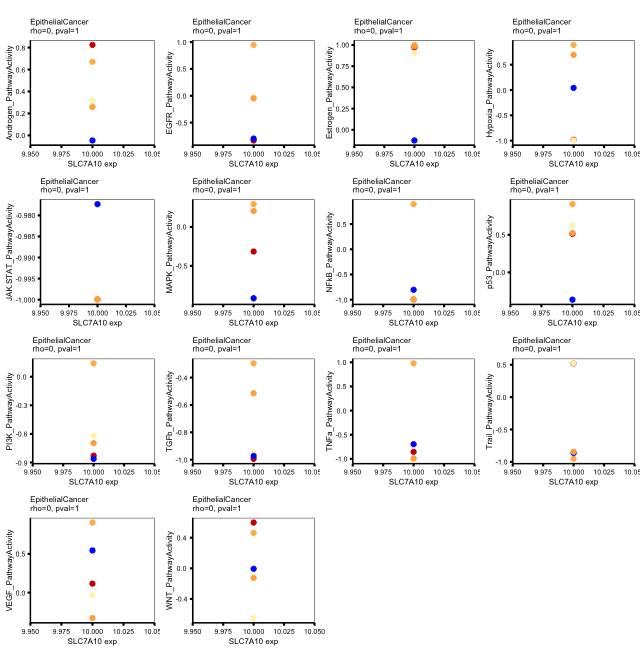 EpithelialCancer
rho=0, pval=1
Androgen_PathwayActivity
0.8
0.6
0.4
0.2
0.0
9.950
9.975
10.000
10.025
10.05
SLC7A10 exp
EpithelialCancer
rho=0, pval=1
EGFR_PathwayActivity
1.0
0.5
0.0
-0.5
9.950
9.975
10.000
10.025
10.05
SLC7A10 exp
EpithelialCancer
rho=0, pval=1
Estrogen_PathwayActivity
1.00
0.75
0.50
0.25
0.00
9.950
9.975
10.000
10.025
10.05
SLC7A10 exp
EpithelialCancer
rho=0, pval=1
Hypoxia_PathwayActivity
0.5
0.0
-0.5
-1.0
9.950
9.975
10.000
10.025
10.05
SLC7A10 exp
EpithelialCancer
rho=0, pval=1
JAK.STAT_PathwayActivity
-0.980
-0.985
-0.990
-0.995
-1.000
9.950
9.975
10.000
10.025
10.05
SLC7A10 exp
EpithelialCancer
rho=0, pval=1
MAPK_PathwayActivity
0.0
-0.5
9.950
9.975
10.000
10.025
10.05
SLC7A10 exp
EpithelialCancer
rho=0, pval=1
NFkB_PathwayActivity
0.5
0.0
-0.5
-1.0
9.950
9.975
10.000
10.025
10.05
SLC7A10 exp
EpithelialCancer
rho=0, pval=1
p53_PathwayActivity
0.5
0.0
9.950
9.975
10.000
10.025
10.05
SLC7A10 exp
EpithelialCancer
rho=0, pval=1
PI3K_PathwayActivity
0.0
-0.3
-0.6
-0.9
9.950
9.975
10.000
10.025
10.05
SLC7A10 exp
EpithelialCancer
rho=0, pval=1
TGFb_PathwayActivity
-0.4
-0.6
-0.8
-1.0
9.950
9.975
10.000
10.025
10.05
SLC7A10 exp
EpithelialCancer
rho=0, pval=1
TNFa_PathwayActivity
1.0
0.5
0.0
-0.5
-1.0
9.950
9.975
10.000
10.025
10.05
SLC7A10 exp
EpithelialCancer
rho=0, pval=1
Trail_PathwayActivity
0.5
0.0
-0.5
-1.0
9.950
9.975
10.000
10.025
10.05
SLC7A10 exp
EpithelialCancer
rho=0, pval=1
VEGF_PathwayActivity
0.5
0.0
9.950
9.975
10.000
10.025
10.05
SLC7A10 exp
EpithelialCancer
rho=0, pval=1
WNT_PathwayActivity
0.4
0.0
-0.4
9.950
9.975
10.000
10.025
10.050
SLC7A10 exp